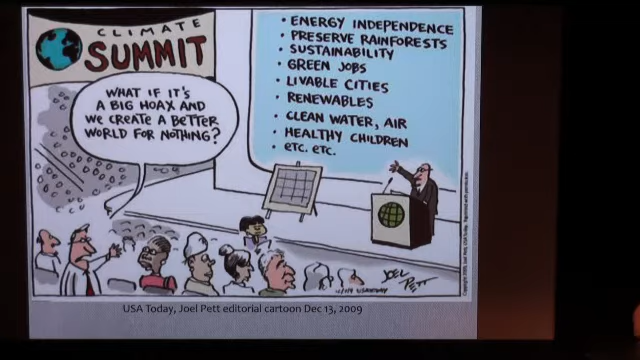 CLIMATE
SUMMIT
• ENERGY INDEPENDENCE
• PRESERVE RAINFORESTS
• SUSTAINABILITY
• GREEN JOBS
• LIVABLE CITIES
• RENEWABLES
• CLEAN WATER, AIR
• HEALTHY CHILDREN
• ETC. ETC.
WHAT IF IT'S
A BIG HOAX AND
WE CREATE A BETTER
WORLD FOR NOTHING?
JOEL
PETT
USA Today, Joel Pett editorial cartoon Dec 13, 2009